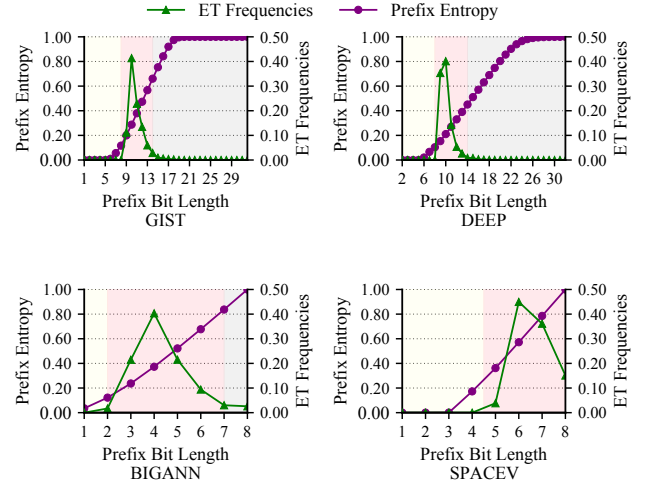 ET Frequencies Prefix Entropy
1.00 0.50 1.00 0.50
0.80 0.40 0.80 0.40
0.60 0.30 0.60 0.30
0.40 0.20 0.40 0.20
0.20 0.10 0.20 0.10
0.00 0.00 0.00 0.00
Prefix Entropy ET Frequencies Prefix Entropy ET Frequencies
1 5 9 13 17 21 25 29 2 6 10 14 18 22 26 30
Prefix Bit Length Prefix Bit Length
GIST DEEP
1.00 0.50 1.00 0.50
0.80 0.40 0.80 0.40
0.60 0.30 0.60 0.30
0.40 0.20 0.40 0.20
0.20 0.10 0.20 0.10
0.00 0.00 0.00 0.00
Prefix Entropy ET Frequencies Prefix Entropy ET Frequencies
1 2 3 4 5 6 7 8 1 2 3 4 5 6 7 8
Prefix Bit Length Prefix Bit Length
BIGANN SPACEV